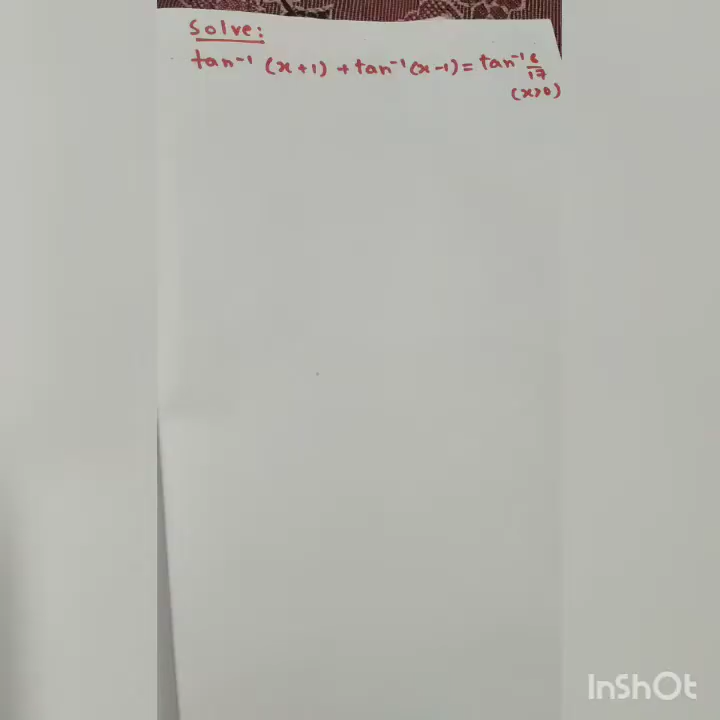 Solve:
tan⁻¹ (x+1) + tan⁻¹ (x-1) = tan⁻¹ 6/17
(x>0)
InShOt